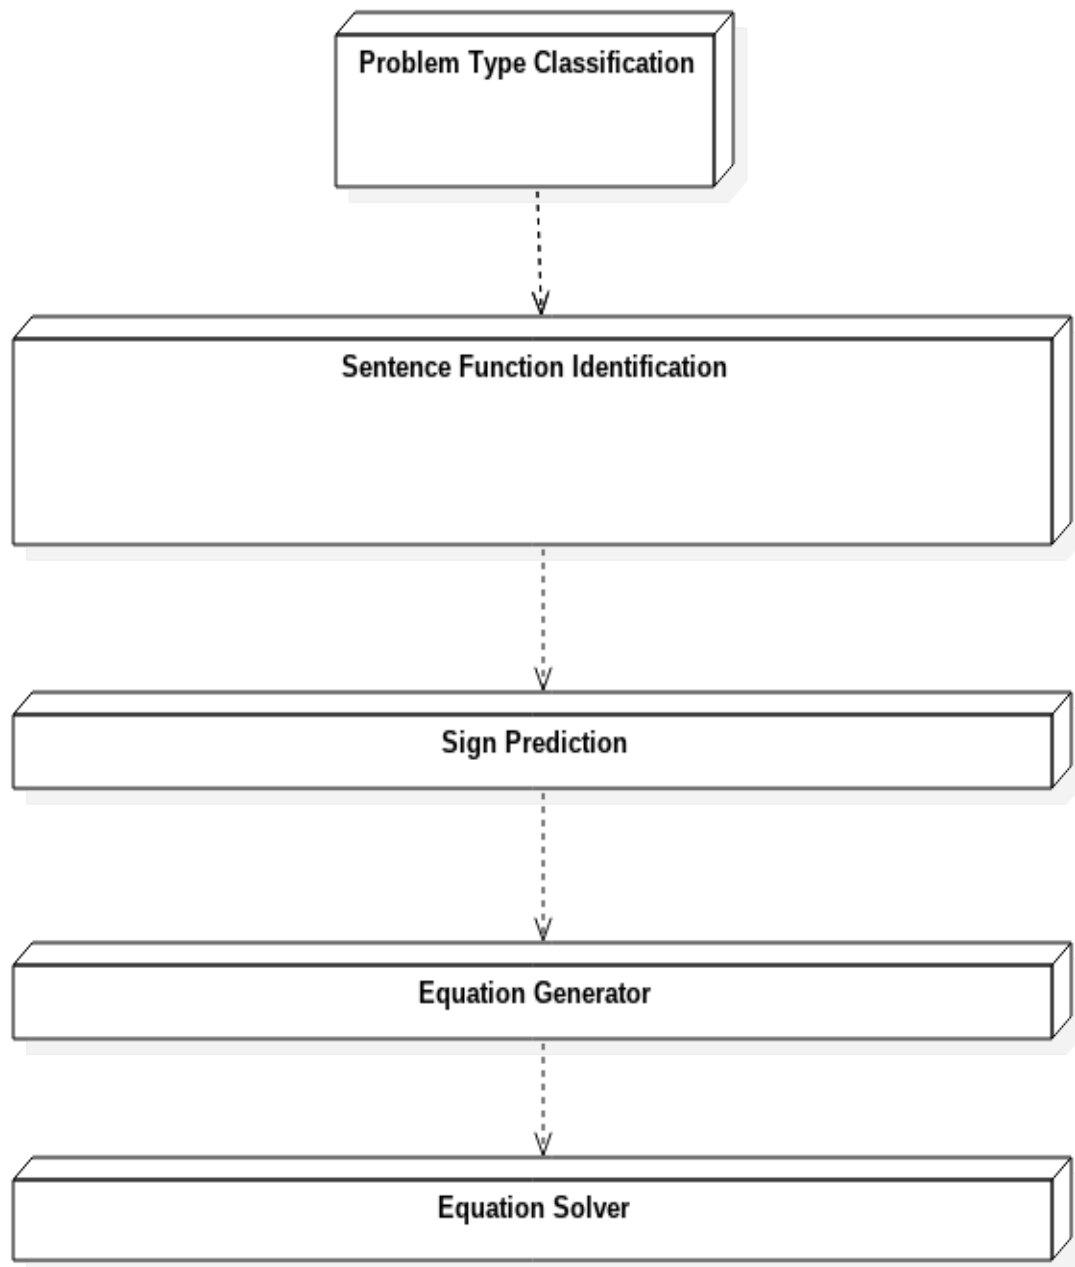 Problem Type Classification
Sentence Function Identification
Sign Prediction
Equation Generator
Equation Solver